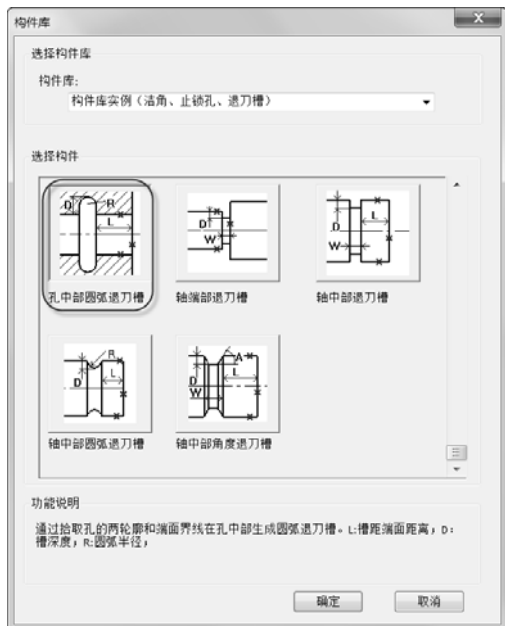 构件库
选择构件库
构件库:
构件库实例（洁角、止锁孔、退刀槽）
选择构件
D R L
孔中部圆弧退刀槽
D W
轴端部退刀槽
D L W
轴中部退刀槽
D R L
轴中部圆弧退刀槽
D W A L
轴中部角度退刀槽
功能说明
通过拾取孔的两轮廓和端面界线在孔中部生成圆弧退刀槽。L:槽距端面距离；D:
槽深度；R:圆弧半径；
确定
取消